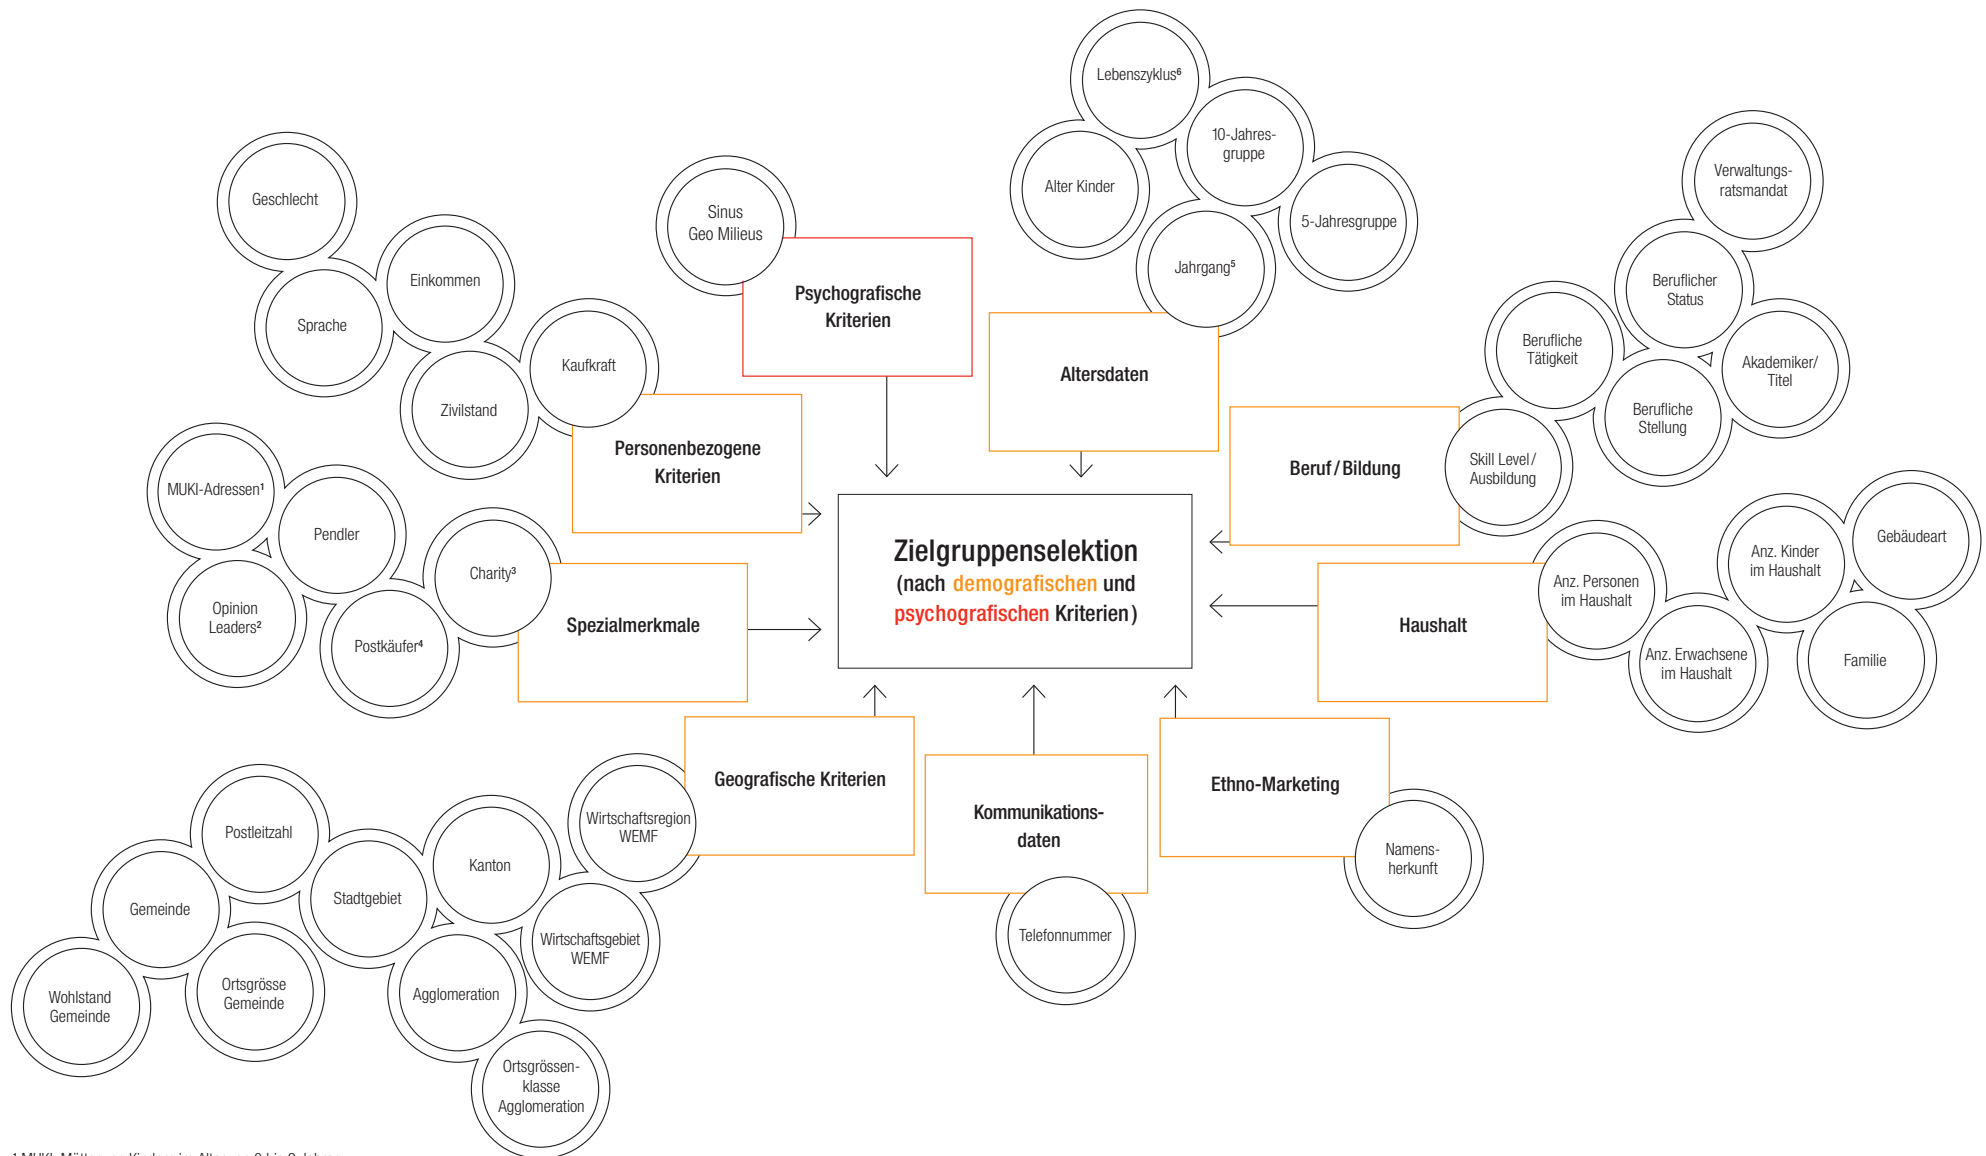 Lebenszyklus⁶
10-Jahres-
gruppe
Alter Kinder
5-Jahresgruppe
Jahrgang⁵
Altersdaten
Sinus
Geo Milieus
Psychografische
Kriterien
Geschlecht
Sprache
Einkommen
Zivilstand
Kaufkraft
Personenbezogene
Kriterien
Verwaltungs-
ratsmandat
Beruflicher
Status
Berufliche
Tätigkeit
Akademiker/
Titel
Berufliche
Stellung
Skill Level/
Ausbildung
Beruf/Bildung
MUKI-Adressen¹
Pendler
Opinion
Leaders²
Postkäufer⁴
Charity³
Spezialmerkmale
Zielgruppenselektion
(nach demografischen und
psychografischen Kriterien)
Gebäudeart
Anz. Kinder
im Haushalt
Anz. Personen
im Haushalt
Anz. Erwachsene
im Haushalt
Familie
Haushalt
Geografische Kriterien
Wirtschaftsregion
WEMF
Postleitzahl
Kanton
Stadtgebiet
Gemeinde
Wirtschaftsgebiet
WEMF
Wohlstand
Gemeinde
Ortsgrösse
Gemeinde
Agglomeration
Ortsgrössen-
klasse
Agglomeration
Kommunikations-
daten
Telefonnummer
Ethno-Marketing
Namens-
herkunft